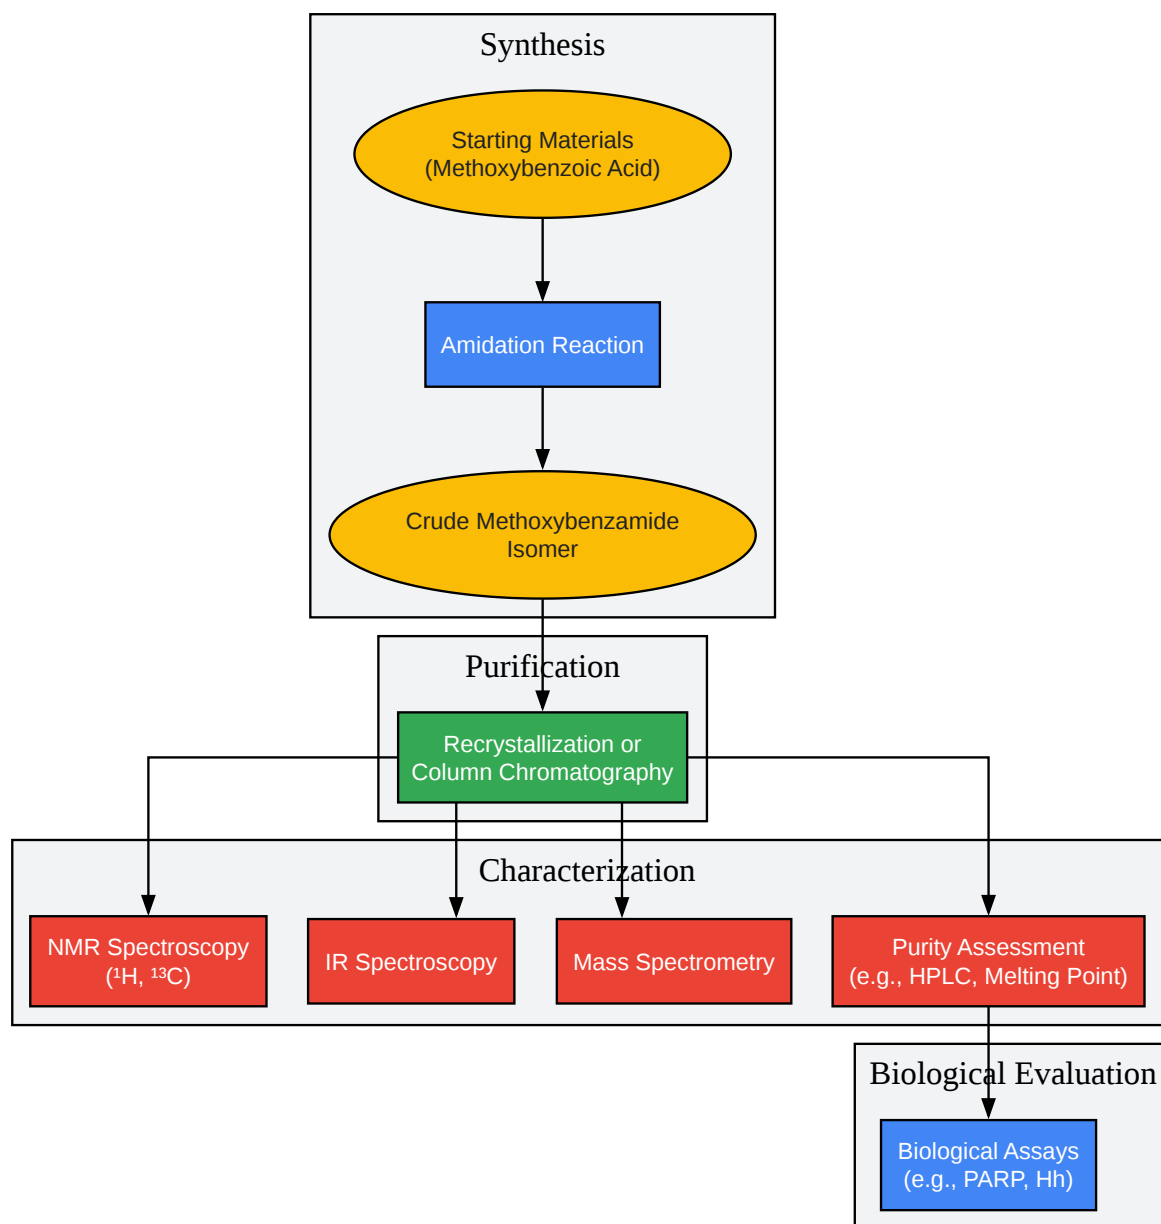 Synthesis
Starting Materials
(Methoxybenzoic Acid)
Amidation Reaction
Crude Methoxybenzamide
Isomer
Purification
Recrystallization or
Column Chromatography
Characterization
NMR Spectroscopy
(¹H, ¹³C)
IR Spectroscopy
Mass Spectrometry
Purity Assessment
(e.g., HPLC, Melting Point)
Biological Evaluation
Biological Assays
(e.g., PARP, Hh)